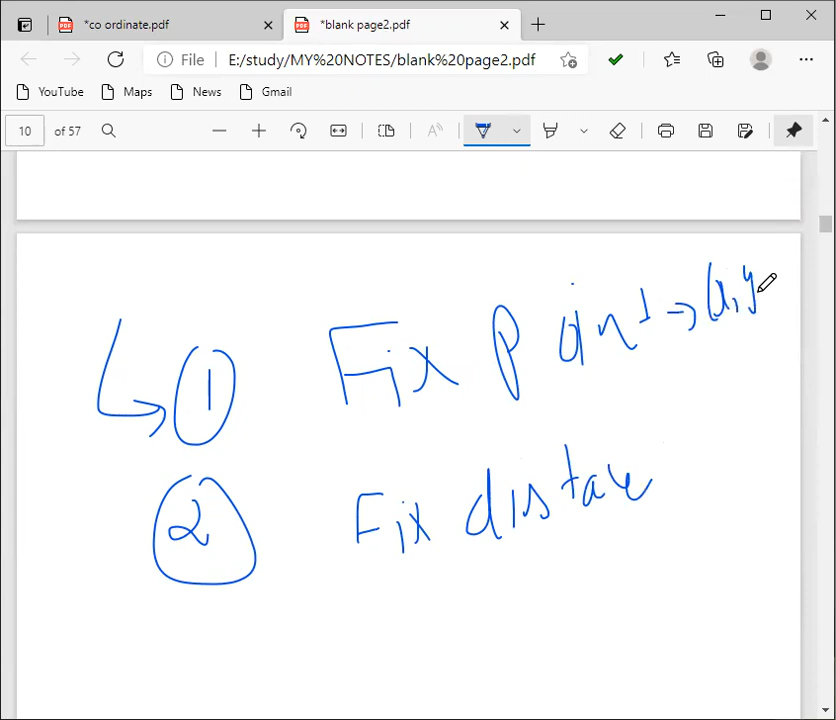 *co ordinate.pdf
*blank page2.pdf
File E:/study/MY%20NOTES/blank%20page2.pdf
YouTube Maps News Gmail
10 of 57
① Fix Point → (x,y
② Fix distace